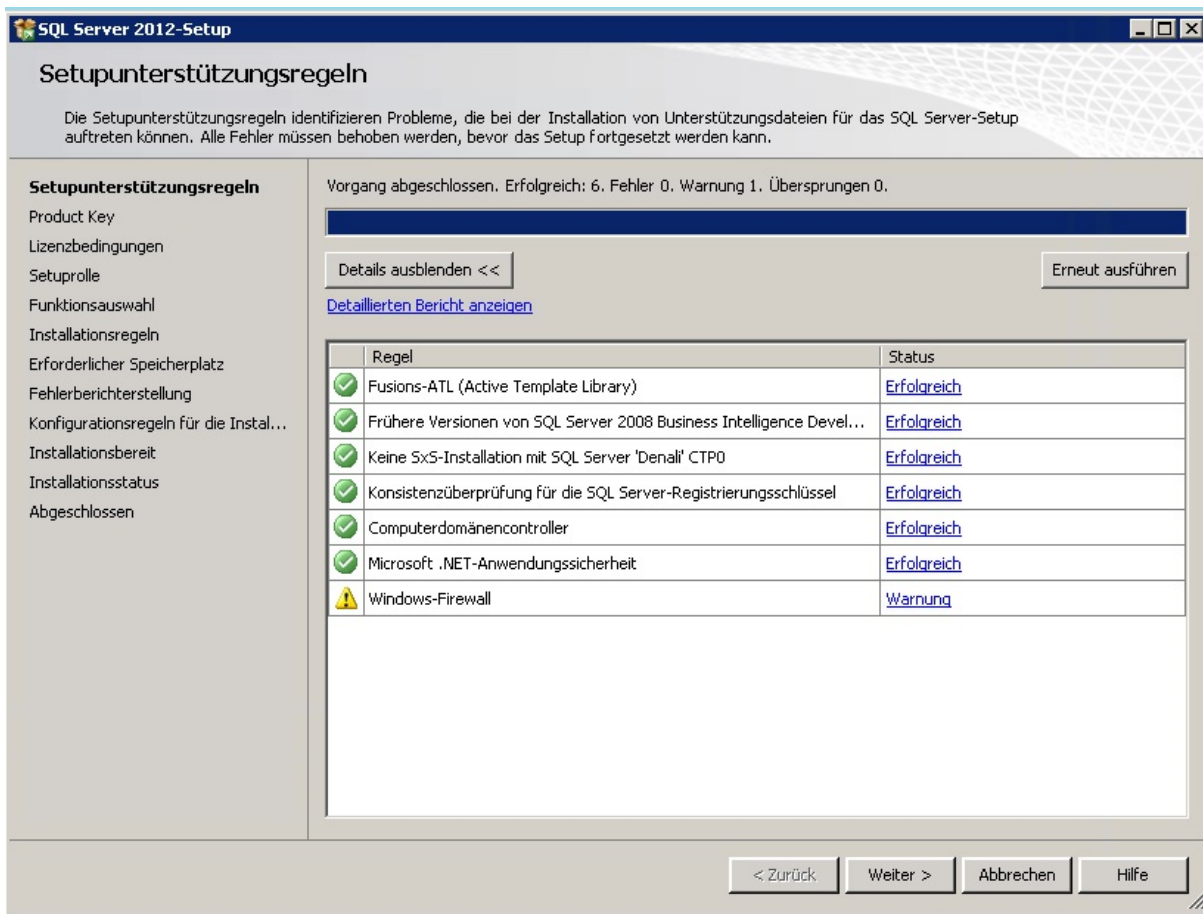 SQL Server 2012-Setup
Setupunterstützungsregeln
Die Setupunterstützungsregeln identifizieren Probleme, die bei der Installation von Unterstützungsdateien für das SQL Server-Setup
auftreten können. Alle Fehler müssen behoben werden, bevor das Setup fortgesetzt werden kann.
Setupunterstützungsregeln
Product Key
Lizenzbedingungen
Setuprolle
Funktionsauswahl
Installationsregeln
Erforderlicher Speicherplatz
Fehlerberichterstellung
Konfigurationsregeln für die Instal...
Installationsbereit
Installationsstatus
Abgeschlossen
Vorgang abgeschlossen. Erfolgreich: 6. Fehler 0. Warnung 1. Übersprungen 0.
Details ausblenden << Erneut ausführen
Detaillierten Bericht anzeigen
Regel Status
Fusions-ATL (Active Template Library) Erfolgreich
Frühere Versionen von SQL Server 2008 Business Intelligence Devel... Erfolgreich
Keine SxS-Installation mit SQL Server 'Denali' CTP0 Erfolgreich
Konsistenzüberprüfung für die SQL Server-Registrierungsschlüssel Erfolgreich
Computerdomänencontroller Erfolgreich
Microsoft .NET-Anwendungssicherheit Erfolgreich
Windows-Firewall Warnung
< Zurück Weiter > Abbrechen Hilfe